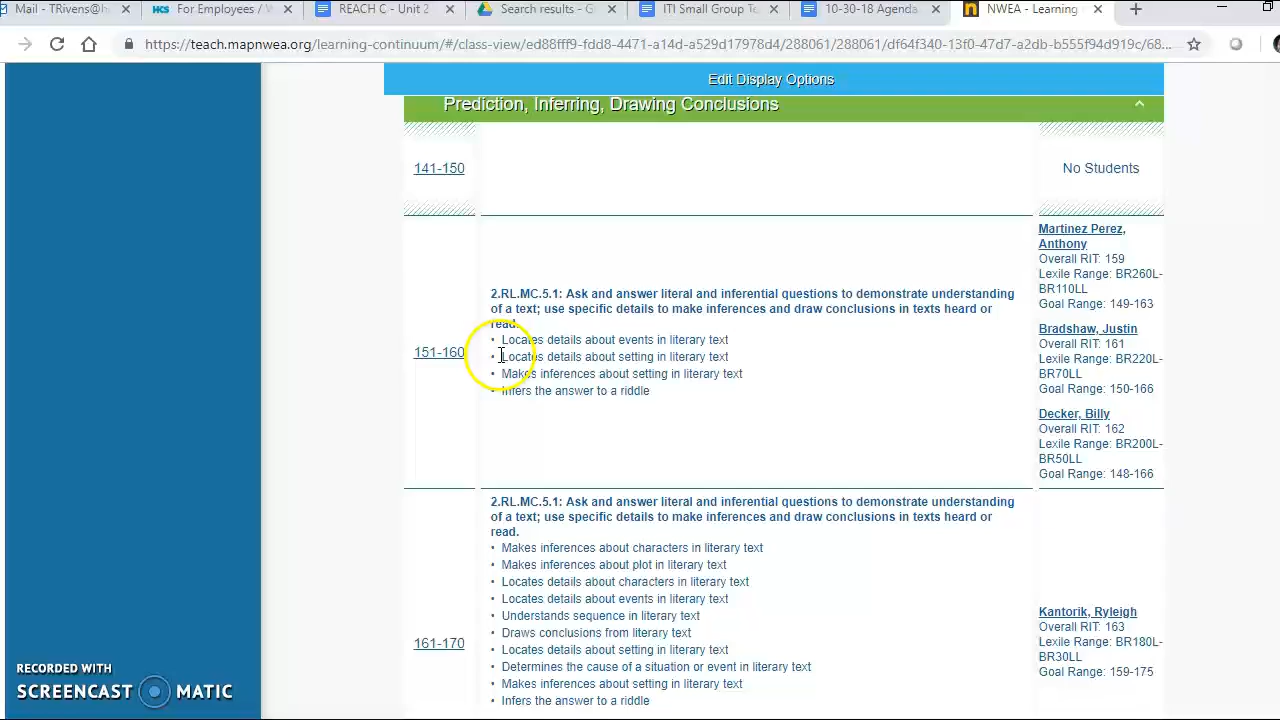 Mail - TRivens@h
For Employees / W
REACH C - Unit 2
Search results - G
ITI Small Group T
10-30-18 Agenda
NWEA - Learning
https://teach.mapnwea.org/learning-continuum/#/class-view/ed88fff9-fdd8-4471-a14d-a529d17978d4/288061/288061/df64f340-13f0-47d7-a2db-b555f94d919c/68...
Edit Display Options
Prediction, Inferring, Drawing Conclusions
141-150
No Students
151-160
2.RL.MC.5.1: Ask and answer literal and inferential questions to demonstrate understanding
of a text; use specific details to make inferences and draw conclusions in texts heard or
read.
• Locates details about events in literary text
• Locates details about setting in literary text
• Makes inferences about setting in literary text
• Infers the answer to a riddle
Martinez Perez,
Anthony
Overall RIT: 159
Lexile Range: BR260L-
BR110LL
Goal Range: 149-163
Bradshaw, Justin
Overall RIT: 161
Lexile Range: BR220L-
BR70LL
Goal Range: 150-166
Decker, Billy
Overall RIT: 162
Lexile Range: BR200L-
BR50LL
Goal Range: 148-166
161-170
2.RL.MC.5.1: Ask and answer literal and inferential questions to demonstrate understanding
of a text; use specific details to make inferences and draw conclusions in texts heard or
read.
• Makes inferences about characters in literary text
• Makes inferences about plot in literary text
• Locates details about characters in literary text
• Locates details about events in literary text
• Understands sequence in literary text
• Draws conclusions from literary text
• Locates details about setting in literary text
• Determines the cause of a situation or event in literary text
• Makes inferences about setting in literary text
• Infers the answer to a riddle
Kantorik, Ryleigh
Overall RIT: 163
Lexile Range: BR180L-
BR30LL
Goal Range: 159-175
RECORDED WITH
SCREENCAST MATIC